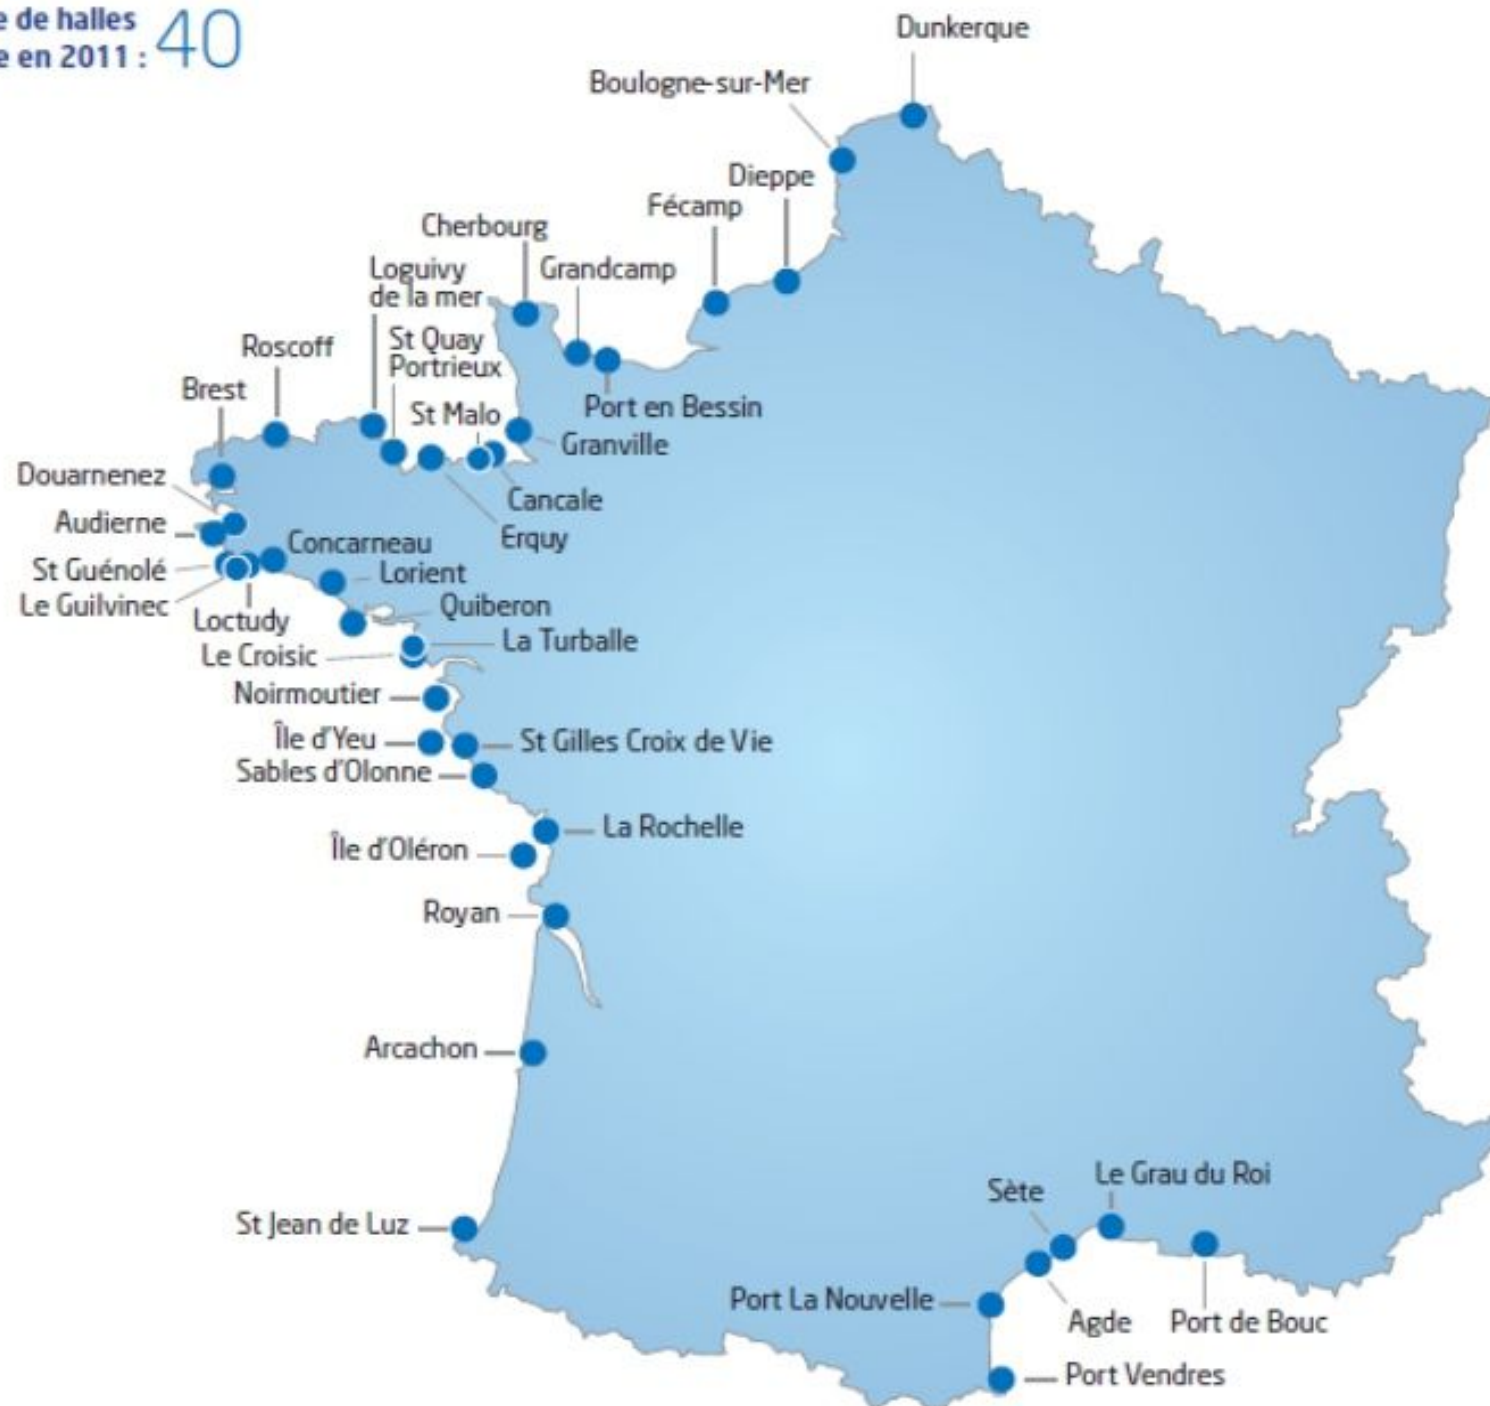 e de halles
e en 2011 : 40
Dunkerque
Boulogne-sur-Mer
Dieppe
Fécamp
Cherbourg
Loguivy
de la mer
Grandcamp
St Quay
Portrieux
Roscoff
Brest
St Malo
Port en Bessin
Granville
Douarnenez
Cancale
Audierne
Erquy
Concarneau
St Guénolé
Lorient
Le Guilvinec
Quiberon
Loctudy
La Turballe
Le Croisic
Noirmoutier
Île d'Yeu
St Gilles Croix de Vie
Sables d'Olonne
La Rochelle
Île d'Oléron
Royan
Arcachon
Le Grau du Roi
Sète
St Jean de Luz
Port La Nouvelle
Agde
Port de Bouc
Port Vendres